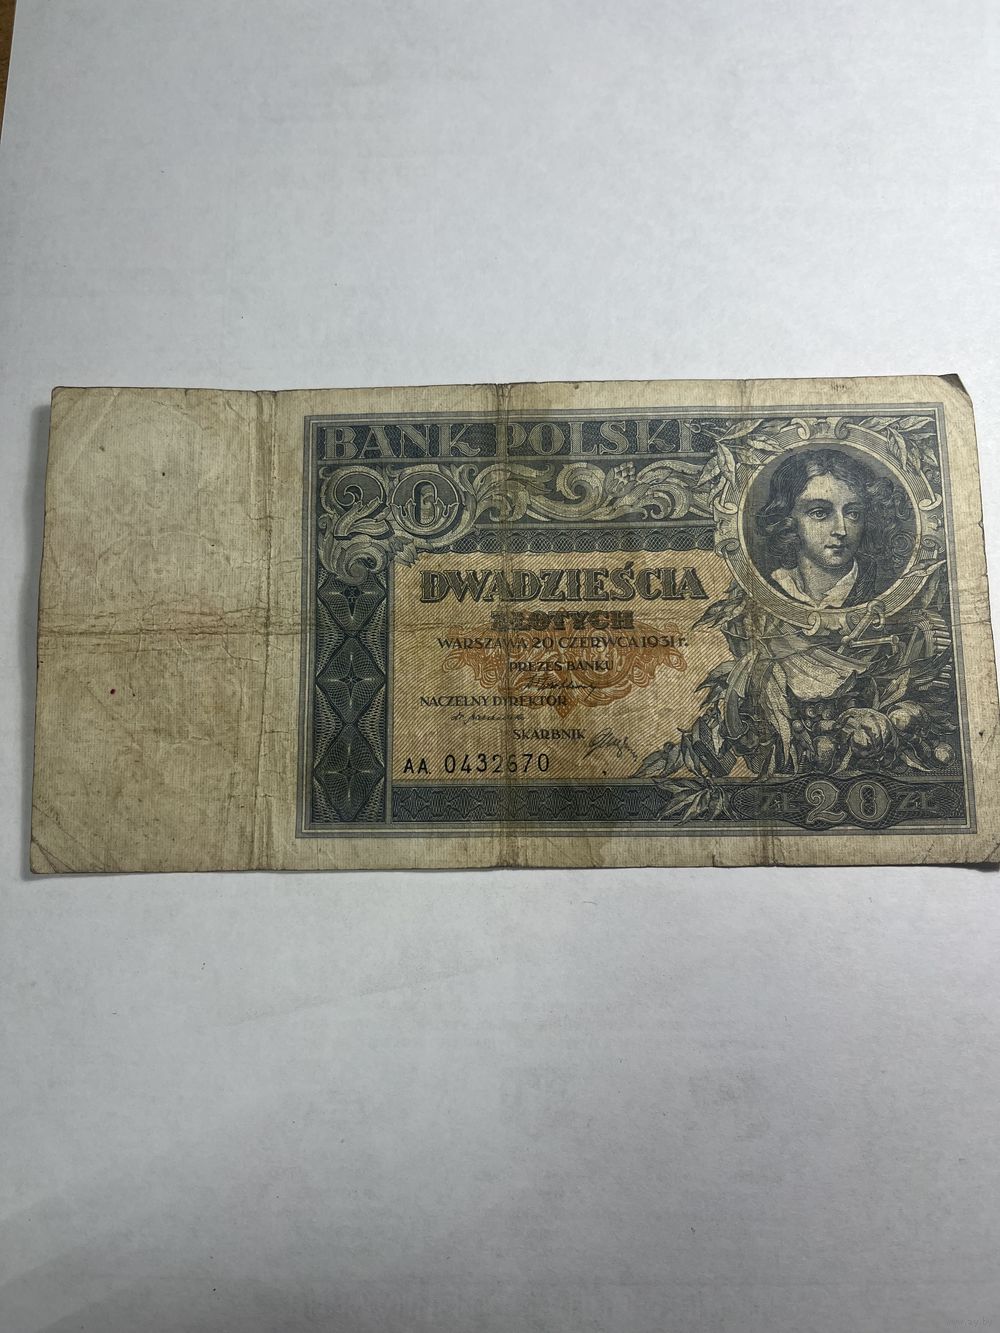 BANK POLSKI
20
DWADZIEŚCIA
ZŁOTYCH
WARSZAWA 20 CZERWCA 1931 r.
PREZES BANKU
NACZELNY DYREKTOR
SKARBNIK
AA. 0432670
ZŁ 20 ZŁ